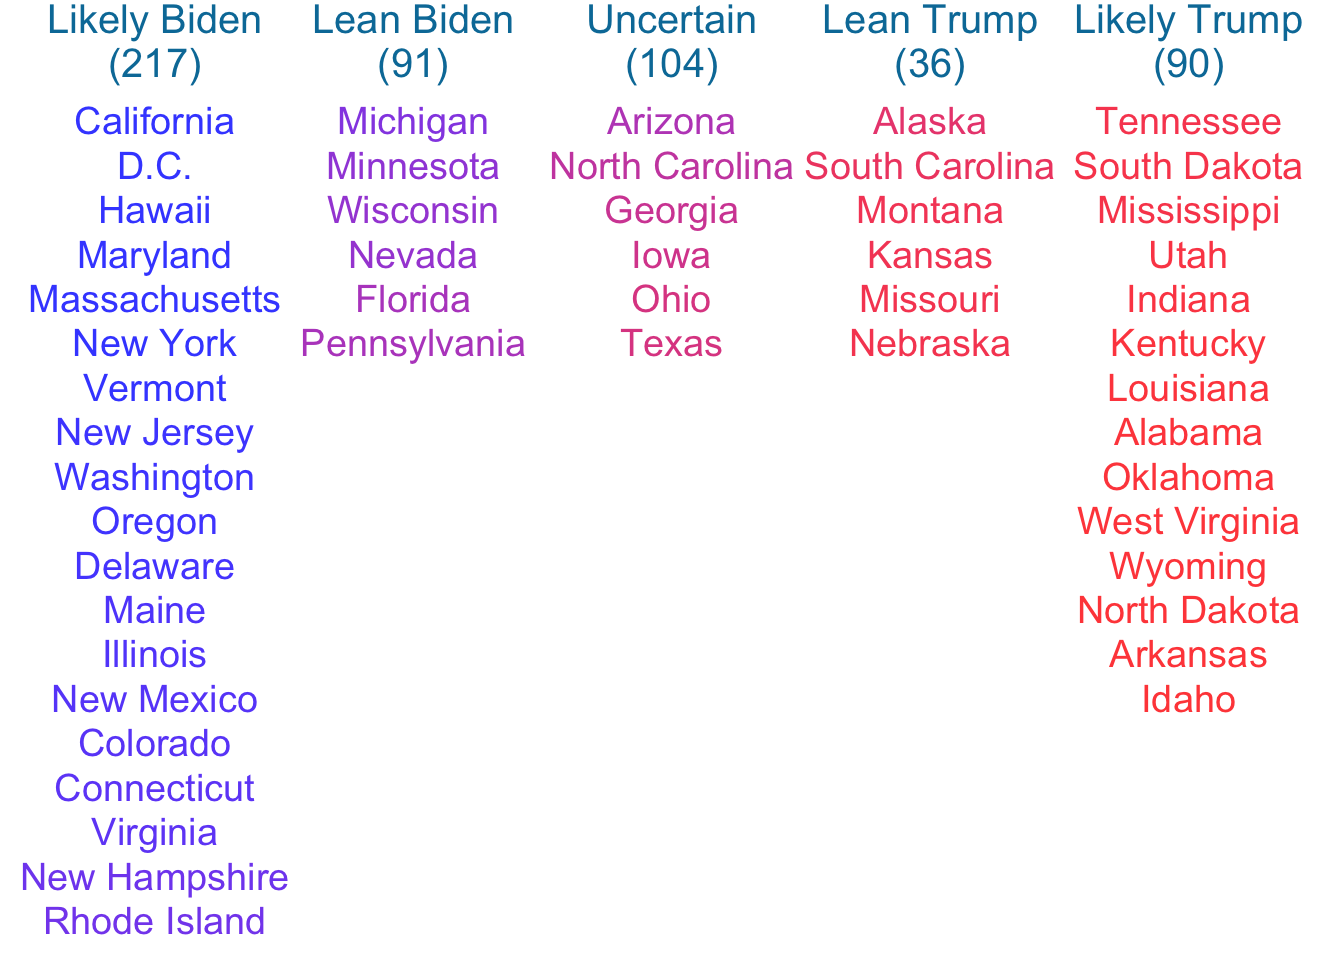 Likely Biden
(217)
California
D.C.
Hawaii
Maryland
Massachusetts
New York
Vermont
New Jersey
Washington
Oregon
Delaware
Maine
Illinois
New Mexico
Colorado
Connecticut
Virginia
New Hampshire
Rhode Island
Lean Biden
(91)
Michigan
Minnesota
Wisconsin
Nevada
Florida
Pennsylvania
Uncertain
(104)
Arizona
North Carolina
Georgia
Iowa
Ohio
Texas
Lean Trump
(36)
Alaska
South Carolina
Montana
Kansas
Missouri
Nebraska
Likely Trump
(90)
Tennessee
South Dakota
Mississippi
Utah
Indiana
Kentucky
Louisiana
Alabama
Oklahoma
West Virginia
Wyoming
North Dakota
Arkansas
Idaho